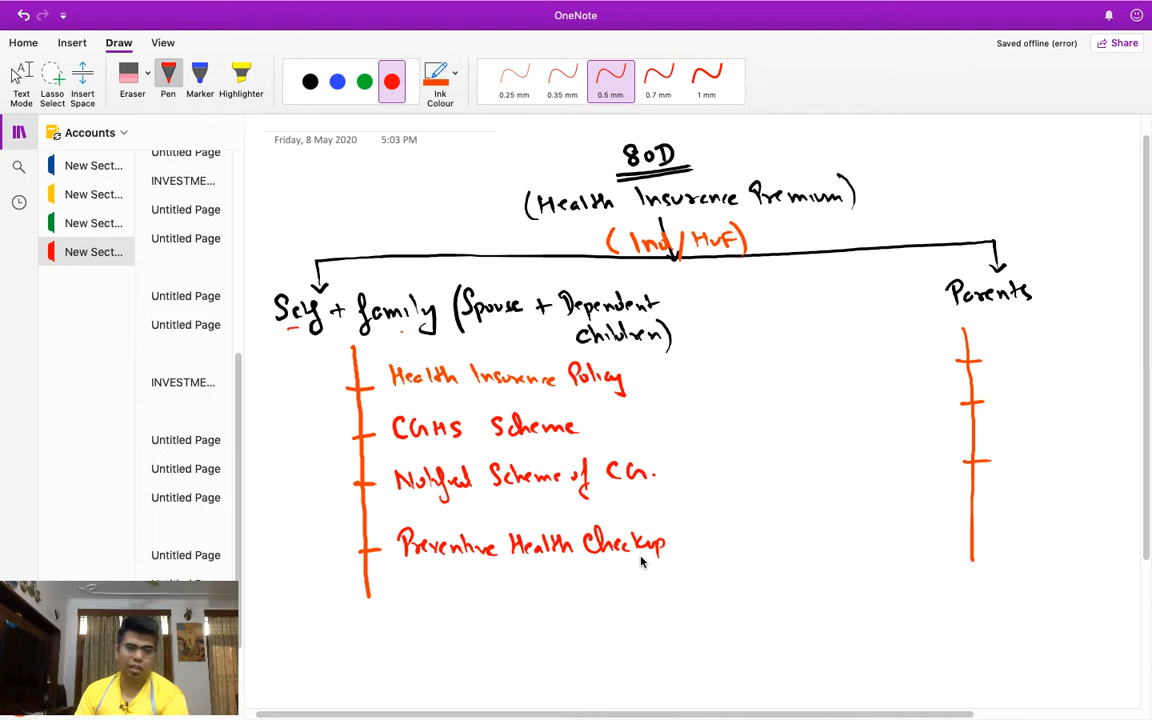 OneNote
Home Insert Draw View
Saved offline (error) Share
Text Mode
Lasso Select
Insert Space
Eraser
Pen
Marker
Highlighter
Ink Colour
0.25 mm
0.35 mm
0.5 mm
0.7 mm
1 mm
Accounts
New Sect...
New Sect...
New Sect...
New Sect...
Untitled Page
INVESTME...
Untitled Page
Untitled Page
Untitled Page
Untitled Page
INVESTME...
Untitled Page
Untitled Page
Untitled Page
Untitled Page
Friday, 8 May 2020 5:03 PM
80D
(Health Insurance Premium)
(Ind/HUF)
Self + family (Spouse + Dependent
children)
Parents
Health Insurance Policy
CGHS Scheme
Notified Scheme of CG.
Preventive Health Checkup